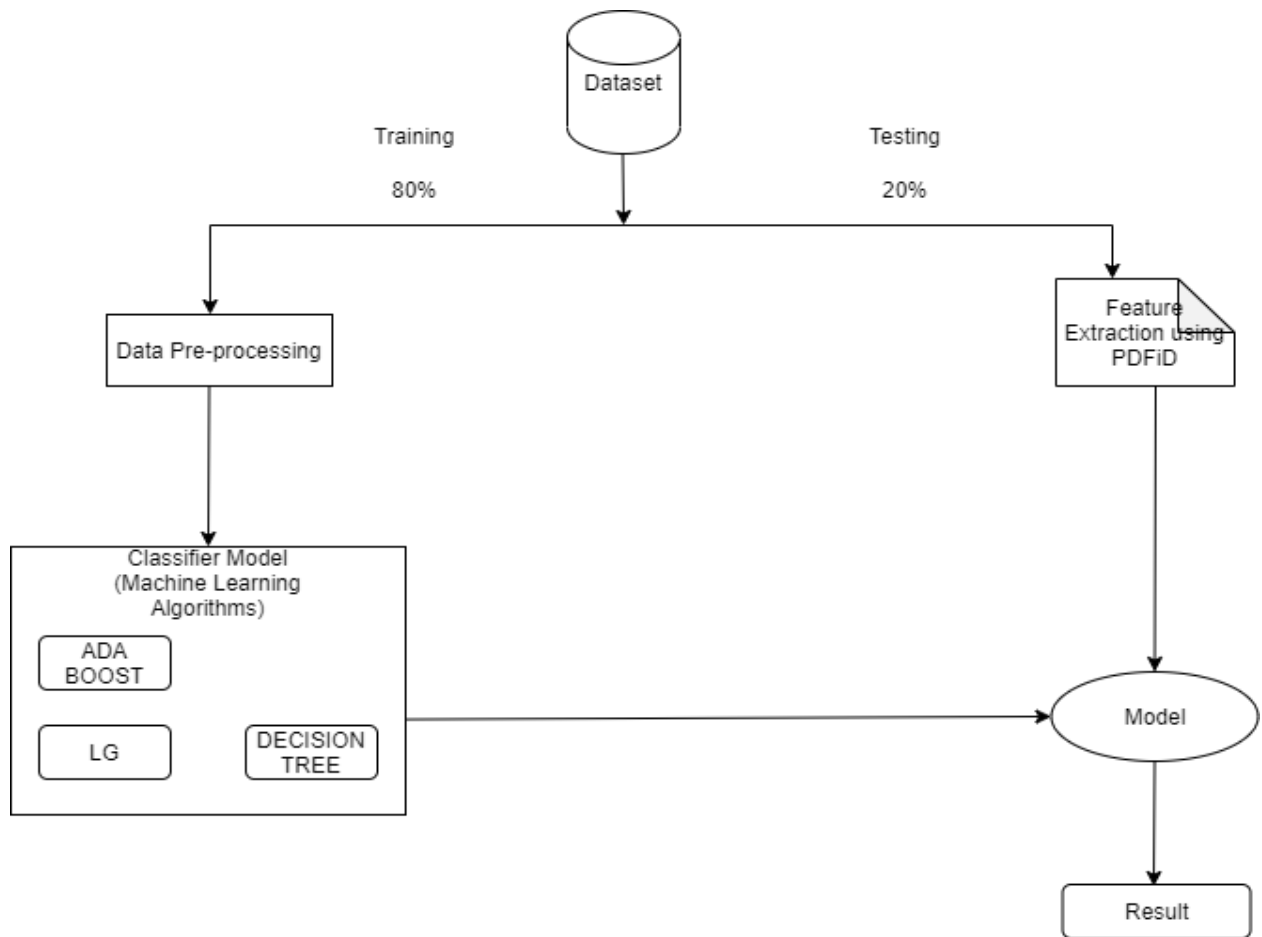 Dataset
Training
Testing
80%
20%
Feature
Extraction using
PDFiD
Data Pre-processing
Classifier Model
(Machine Learning
Algorithms)
ADA
BOOST
LG
DECISION
TREE
Model
Result